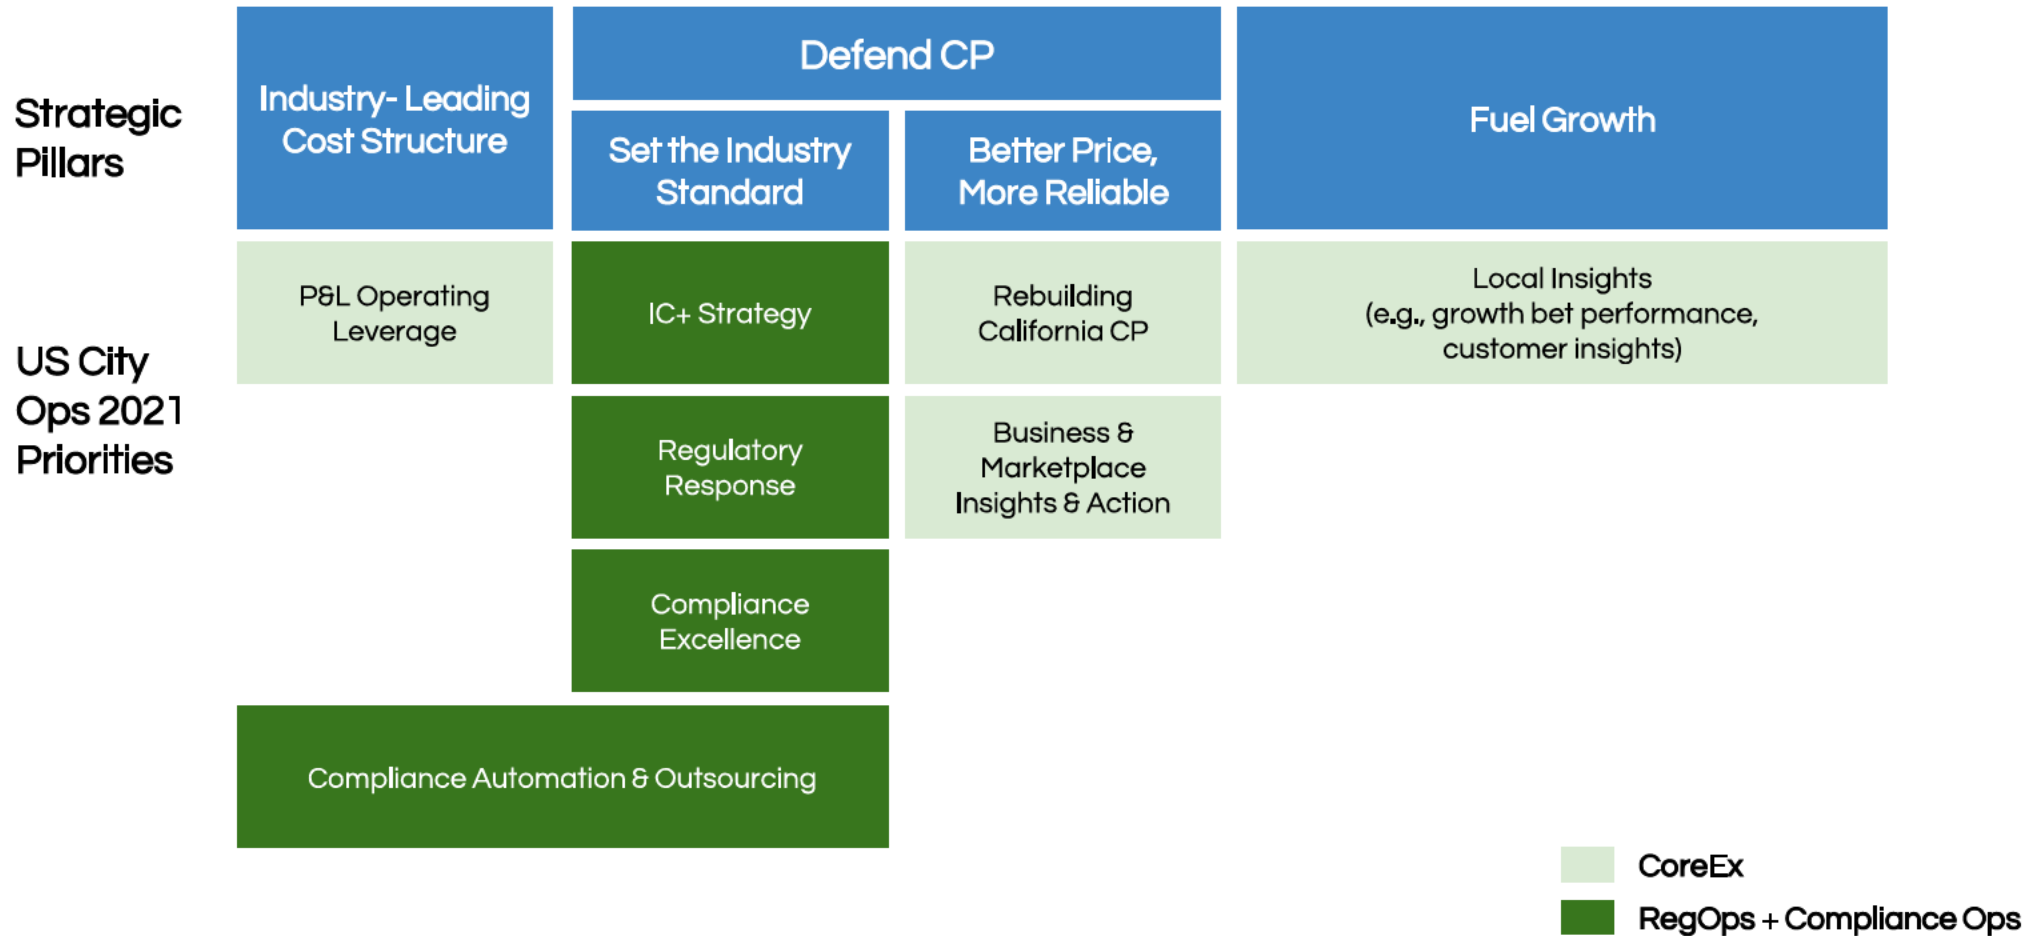 Strategic
Pillars
Industry- Leading
Cost Structure
Defend CP
Set the Industry
Standard
Better Price,
More Reliable
Fuel Growth
US City
Ops 2021
Priorities
P&L Operating
Leverage
IC+ Strategy
Rebuilding
California CP
Local Insights
(e.g., growth bet performance,
customer insights)
Regulatory
Response
Business &
Marketplace
Insights & Action
Compliance
Excellence
Compliance Automation & Outsourcing
CoreEx
RegOps + Compliance Ops